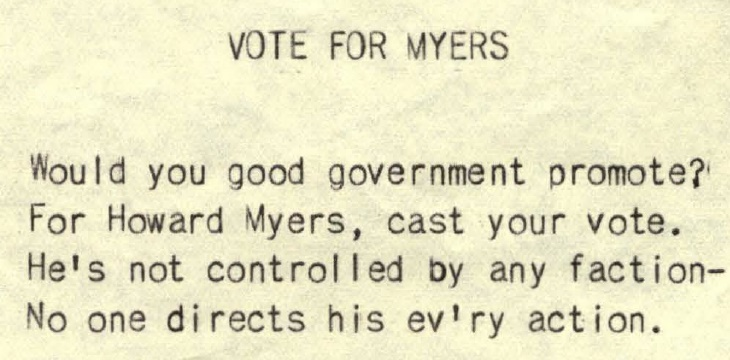 VOTE FOR MYERS
Would you good government promote?
For Howard Myers, cast your vote.
He's not controlled by any faction-
No one directs his ev'ry action.